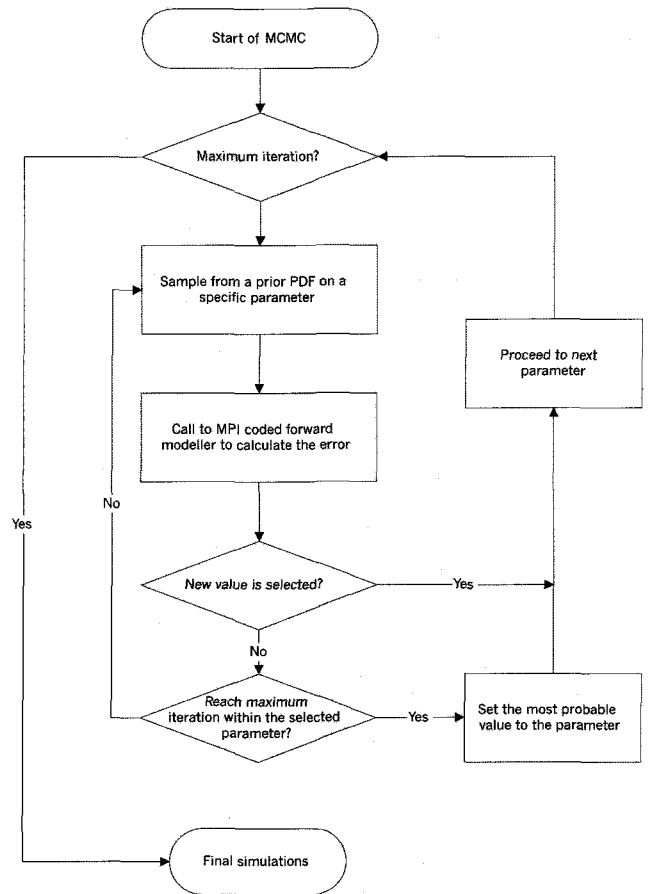 Start of MCMC
Maximum iteration?
Sample from a prior PDF on a
specific parameter
Proceed to next
parameter
Call to MPI coded forward
modeller to calculate the error
No
Yes
New value is selected?
Yes
No
Reach maximum
iteration within the selected
parameter?
Yes
Set the most probable
value to the parameter
Final simulations